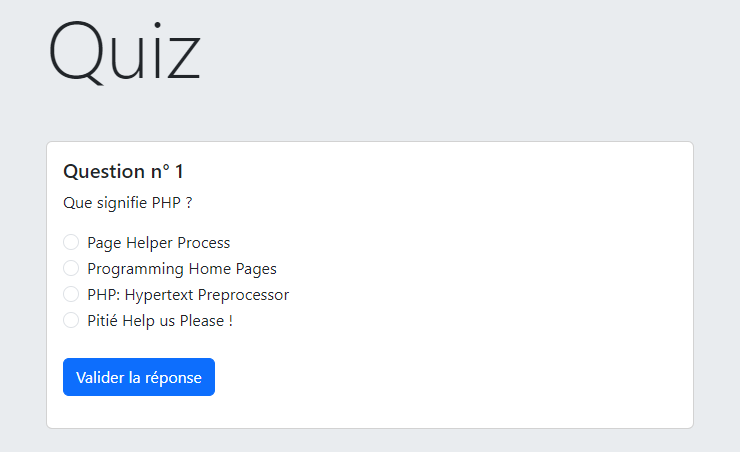 Quiz
Question n° 1
Que signifie PHP ?
Page Helper Process
Programming Home Pages
PHP: Hypertext Preprocessor
Pitié Help us Please !
Valider la réponse